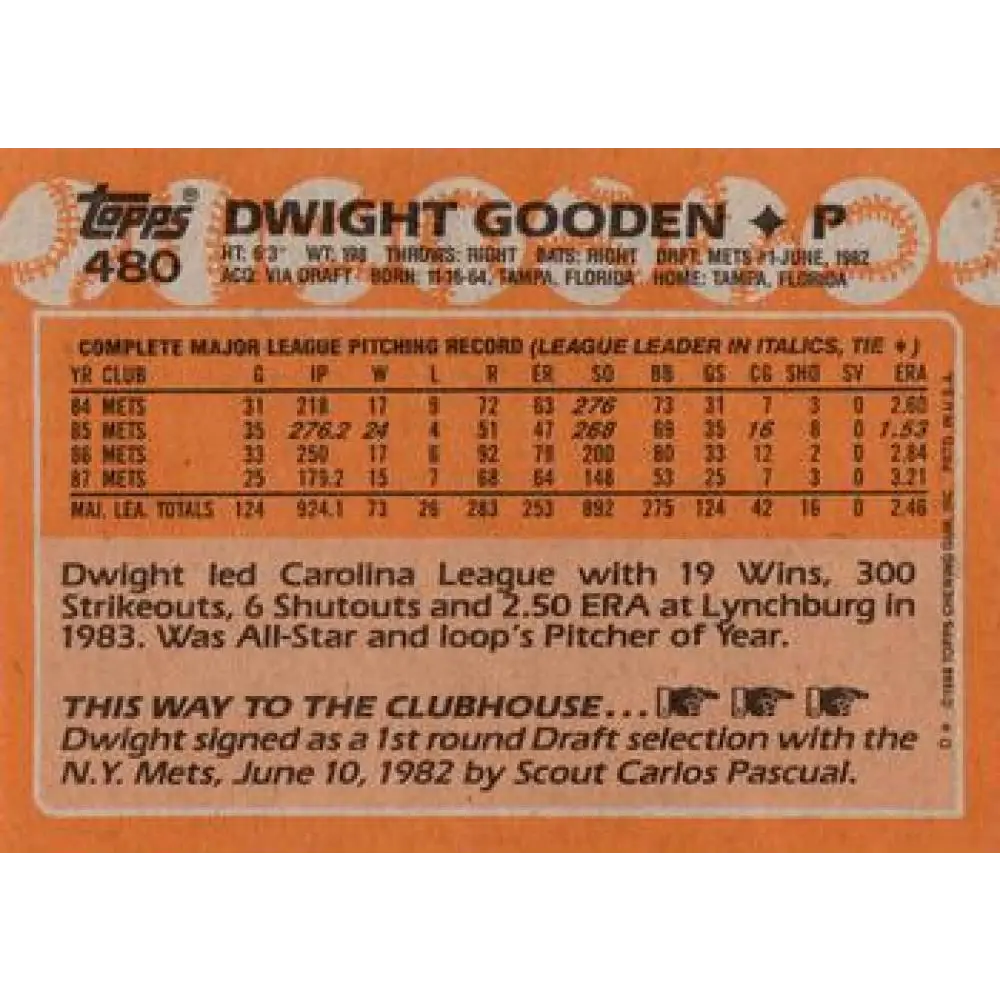 Topps®
480
DWIGHT GOODEN ✦ P
HT: 6'3" WT: 198 THROWS: RIGHT BATS: RIGHT DRFT: METS #1-JUNE, 1982
ACQ: VIA DRAFT BORN: 11-16-64, TAMPA, FLORIDA HOME: TAMPA, FLORIDA
COMPLETE MAJOR LEAGUE PITCHING RECORD (LEAGUE LEADER IN ITALICS, TIE ♦)
YR CLUB G IP W L R ER SO BB GS CG SHO SV ERA
84 METS 31 218 17 9 72 63 276 73 31 7 3 0 2.60
85 METS 35 276.2 24 4 51 47 268 69 35 16 8 0 1.53
86 METS 33 250 17 6 92 79 200 80 33 12 2 0 2.84
87 METS 25 179.2 15 7 68 64 148 53 25 7 3 0 3.21
MAJ. LEA. TOTALS 124 924.1 73 26 283 253 892 275 124 42 16 0 2.46
Dwight led Carolina League with 19 Wins, 300
Strikeouts, 6 Shutouts and 2.50 ERA at Lynchburg in
1983. Was All-Star and loop's Pitcher of Year.
THIS WAY TO THE CLUBHOUSE...
Dwight signed as a 1st round Draft selection with the
N.Y. Mets, June 10, 1982 by Scout Carlos Pascual.
D* ©1988 TOPPS CHEWING GUM, INC. PRTD. IN U.S.A.